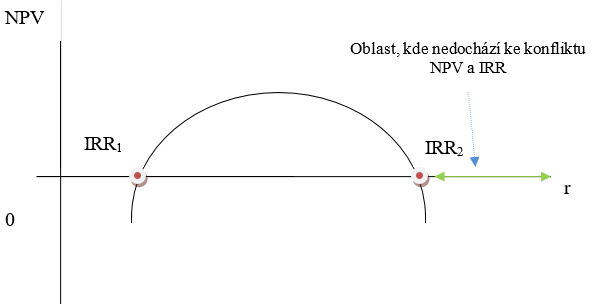 NPV
Oblast, kde nedochází ke konfliktu
NPV a IRR
IRR₁
IRR₂
r
0